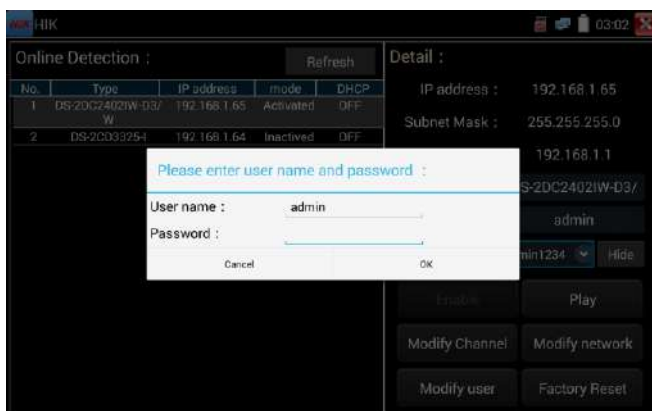 HIK
03:02
Online Detection :
Refresh
No. Type IP address mode DHCP
1 DS-2DC2402IW-D3/W 192.168.1.65 Activated OFF
2 DS-2CD3325-I 192.168.1.64 Inactived OFF
Detail :
IP address : 192.168.1.65
Subnet Mask : 255.255.255.0
192.168.1.1
S-2DC2402IW-D3/
admin
min1234 Hide
Enable Play
Modify Channel Modify network
Modify user Factory Reset
Please enter user name and password :
User name : admin
Password :
Cancel OK